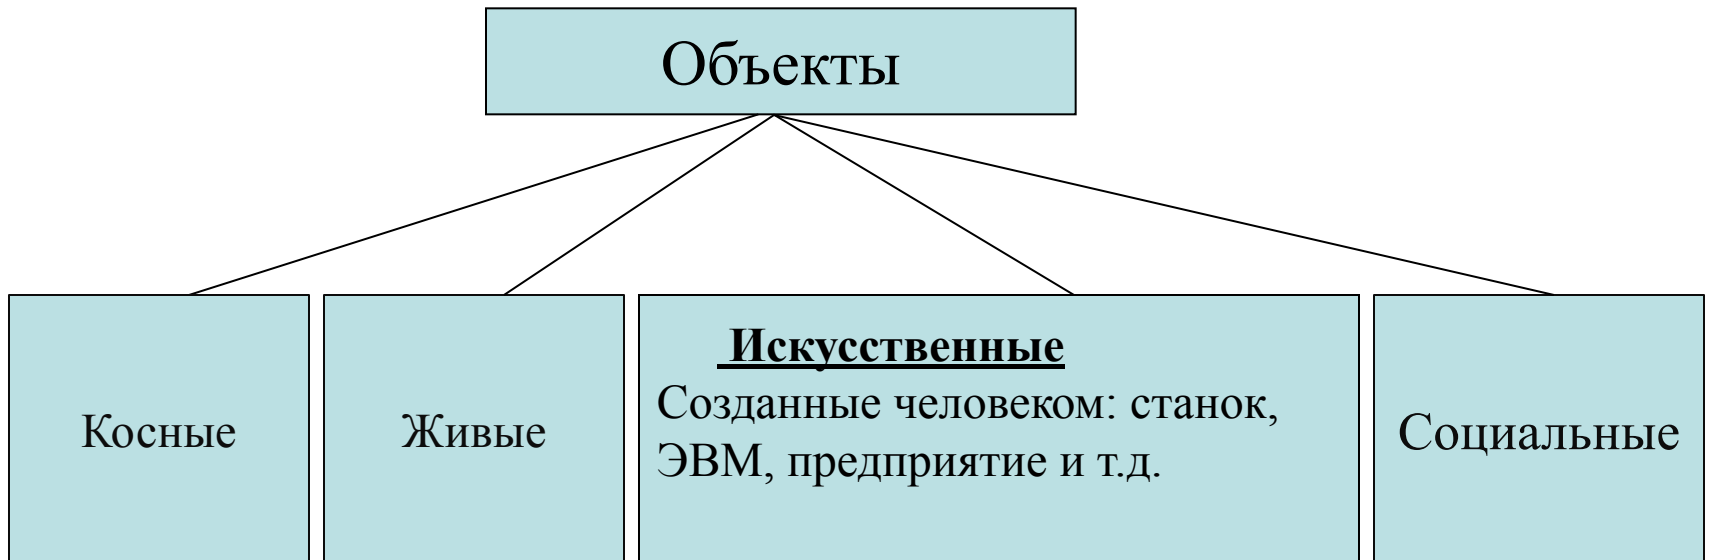 Объекты
Косные
Живые
Искусственные
Созданные человеком: станок,
ЭВМ, предприятие и т.д.
Социальные